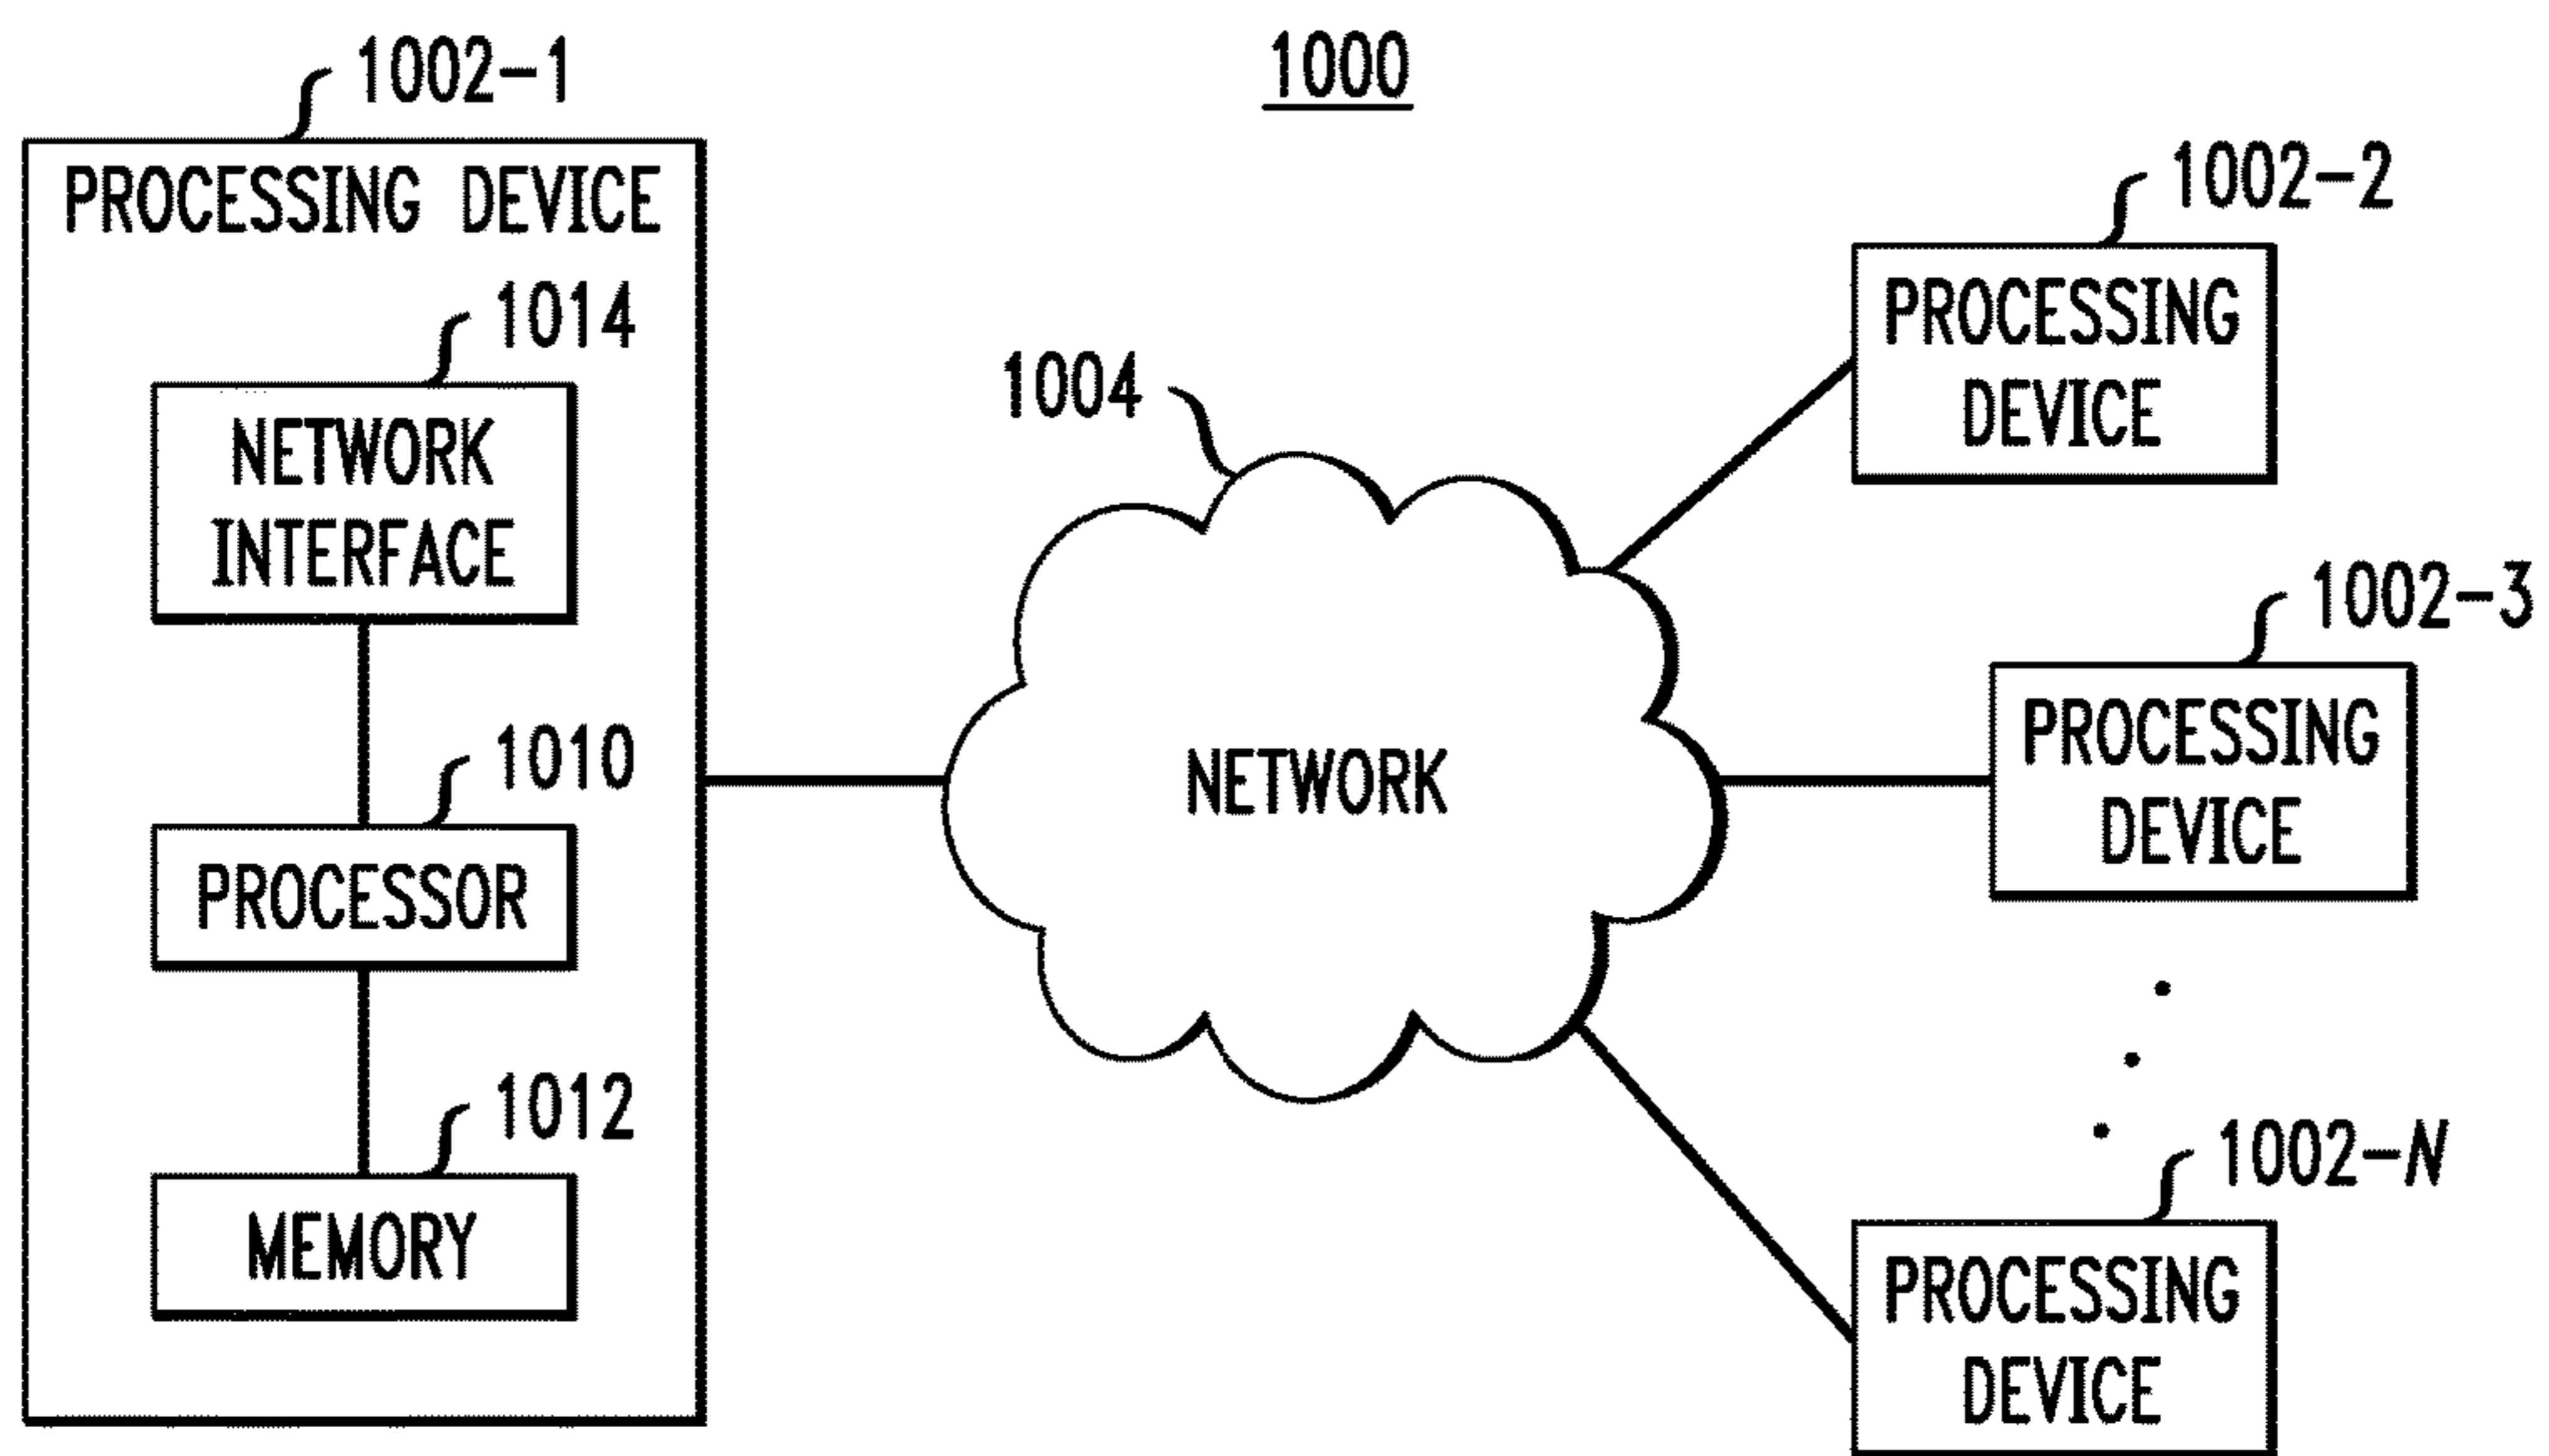 1000
1002-1
PROCESSING DEVICE
1014
NETWORK
INTERFACE
1010
PROCESSOR
1012
MEMORY
1004
NETWORK
1002-2
PROCESSING
DEVICE
1002-3
PROCESSING
DEVICE
1002-N
PROCESSING
DEVICE